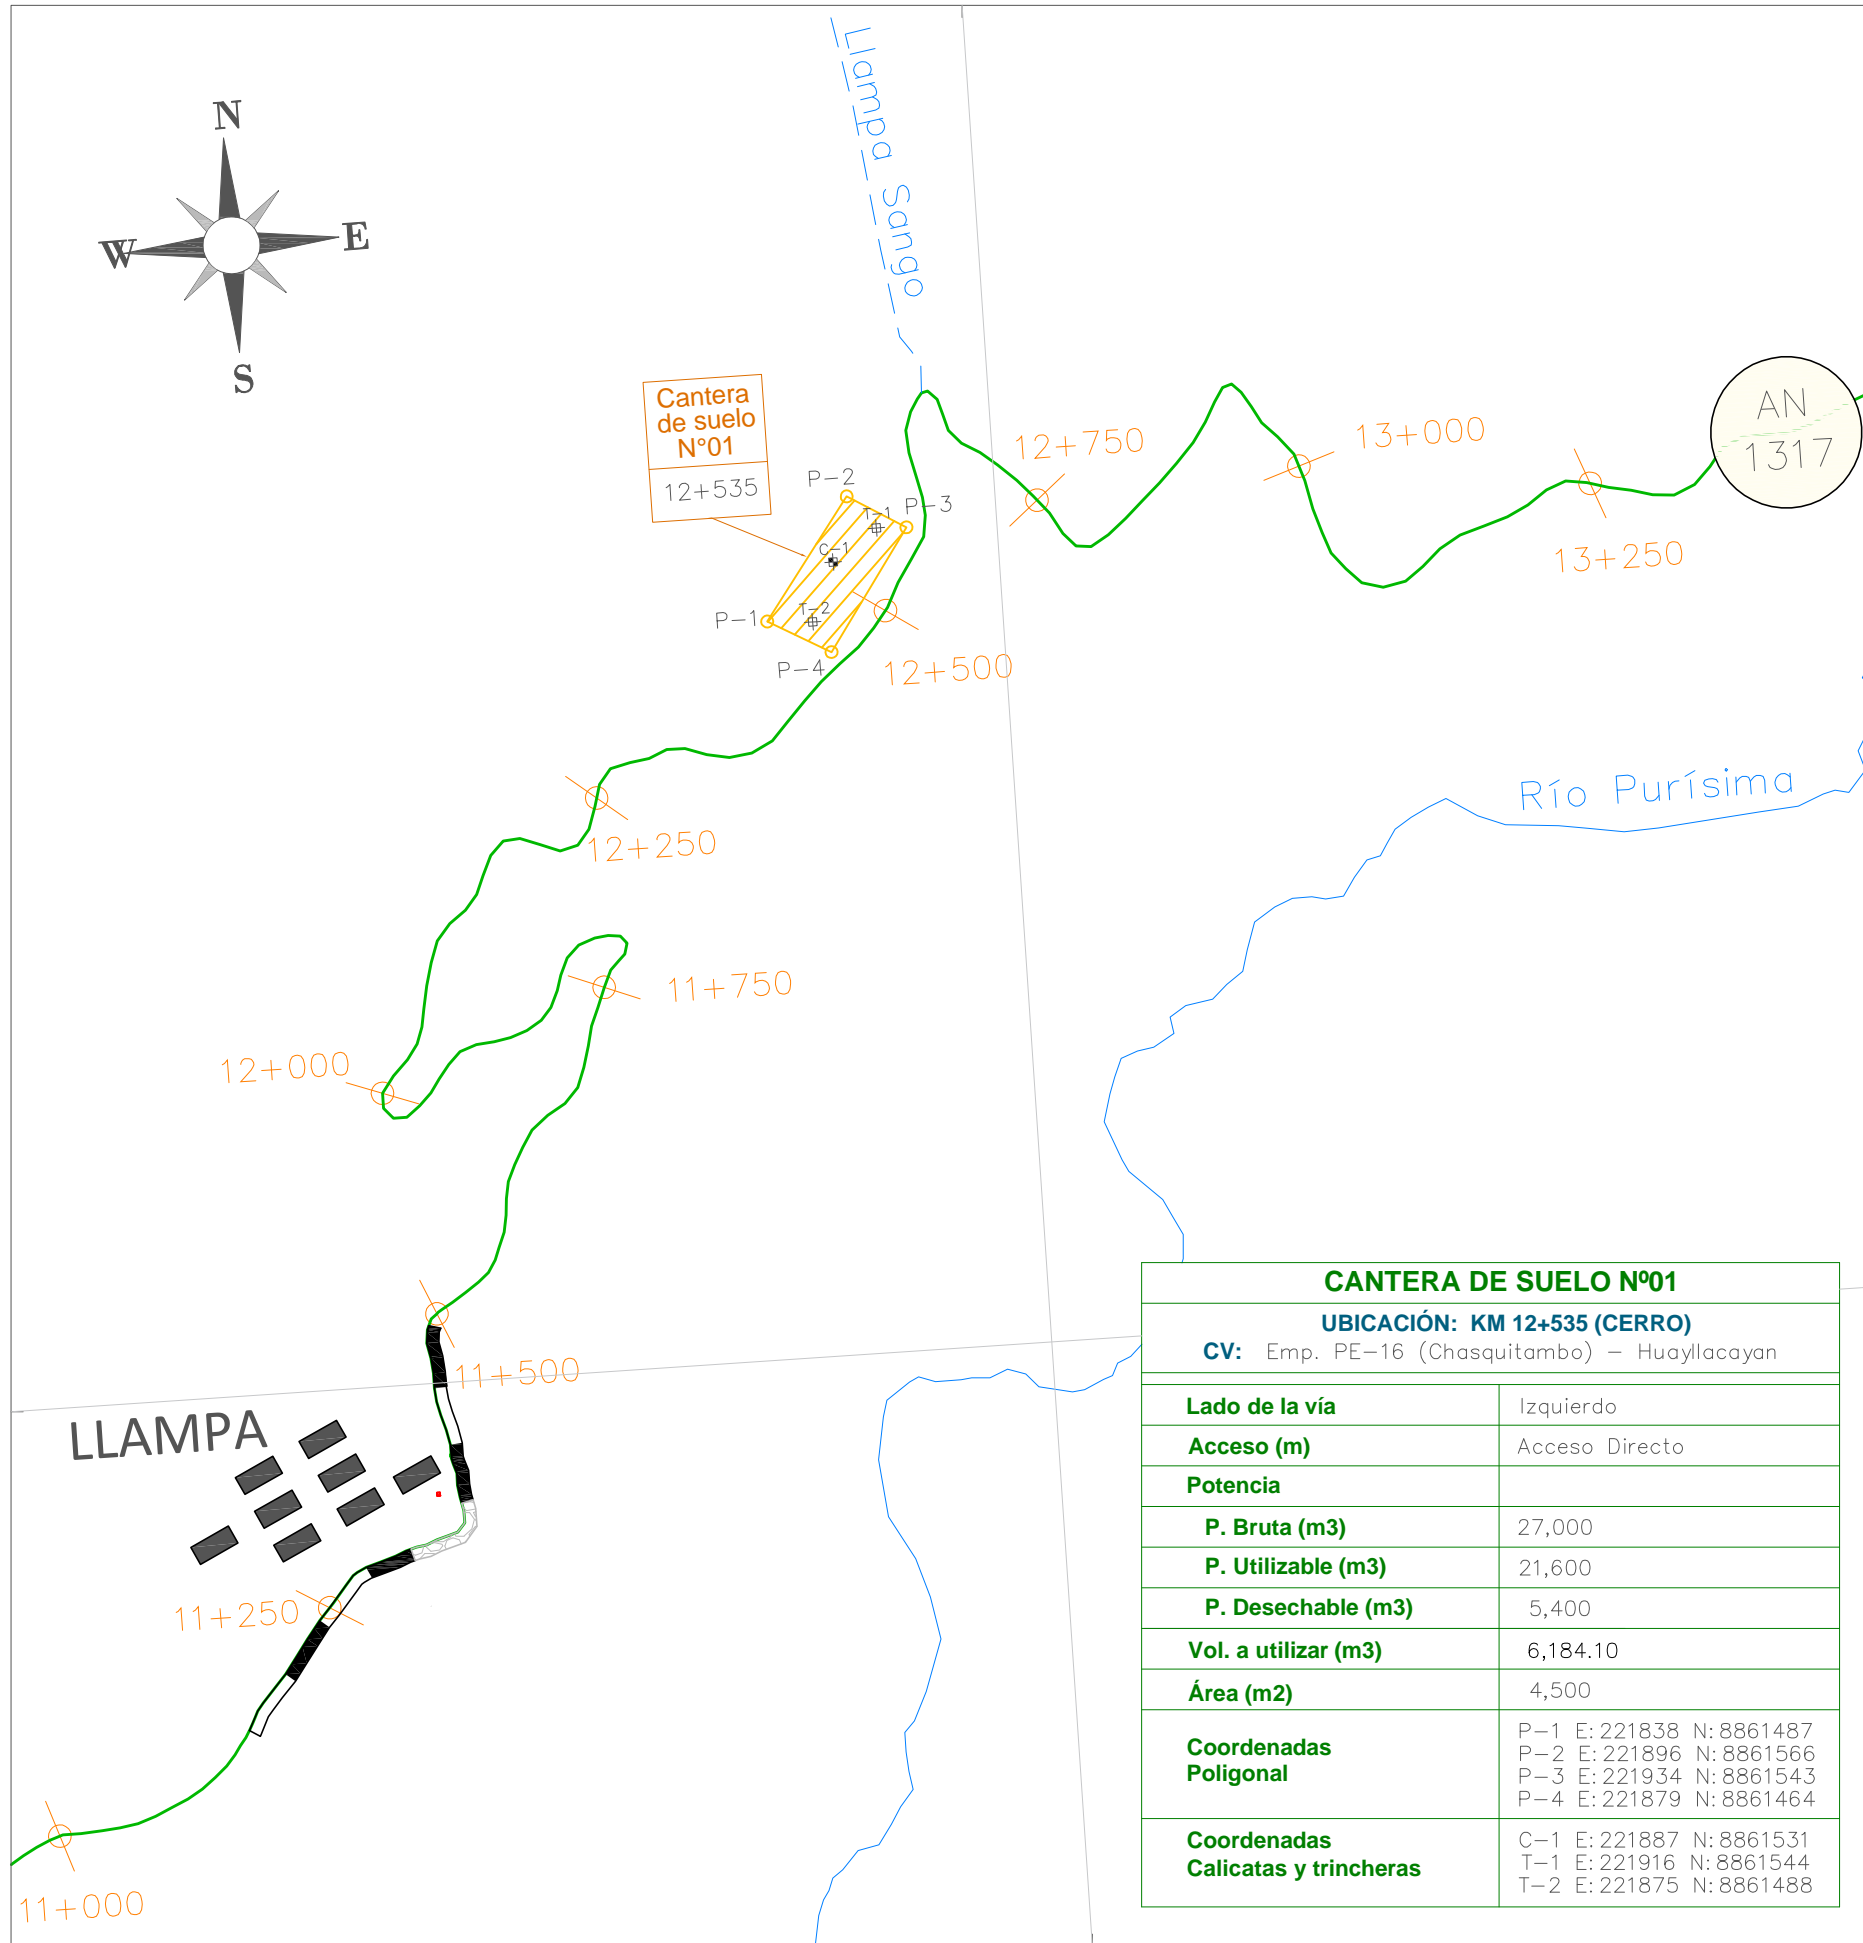 N
W
E
S
Llampa Sango
Cantera
de suelo
N°01
12+535
P-2
T-1
P-3
C-1
P-1
T-2
P-4
12+750
13+000
AN
1317
13+250
12+500
Río Purísima
12+250
11+750
12+000
11+500
LLAMPA
11+250
11+000
CANTERA DE SUELO Nº01
UBICACIÓN: KM 12+535 (CERRO)
CV: Emp. PE-16 (Chasquitambo) - Huayllacayan
Lado de la vía Izquierdo
Acceso (m) Acceso Directo
Potencia
P. Bruta (m3) 27,000
P. Utilizable (m3) 21,600
P. Desechable (m3) 5,400
Vol. a utilizar (m3) 6,184.10
Área (m2) 4,500
Coordenadas
Poligonal
P-1 E:221838 N:8861487
P-2 E:221896 N:8861566
P-3 E:221934 N:8861543
P-4 E:221879 N:8861464
Coordenadas
Calicatas y trincheras
C-1 E:221887 N:8861531
T-1 E:221916 N:8861544
T-2 E:221875 N:8861488